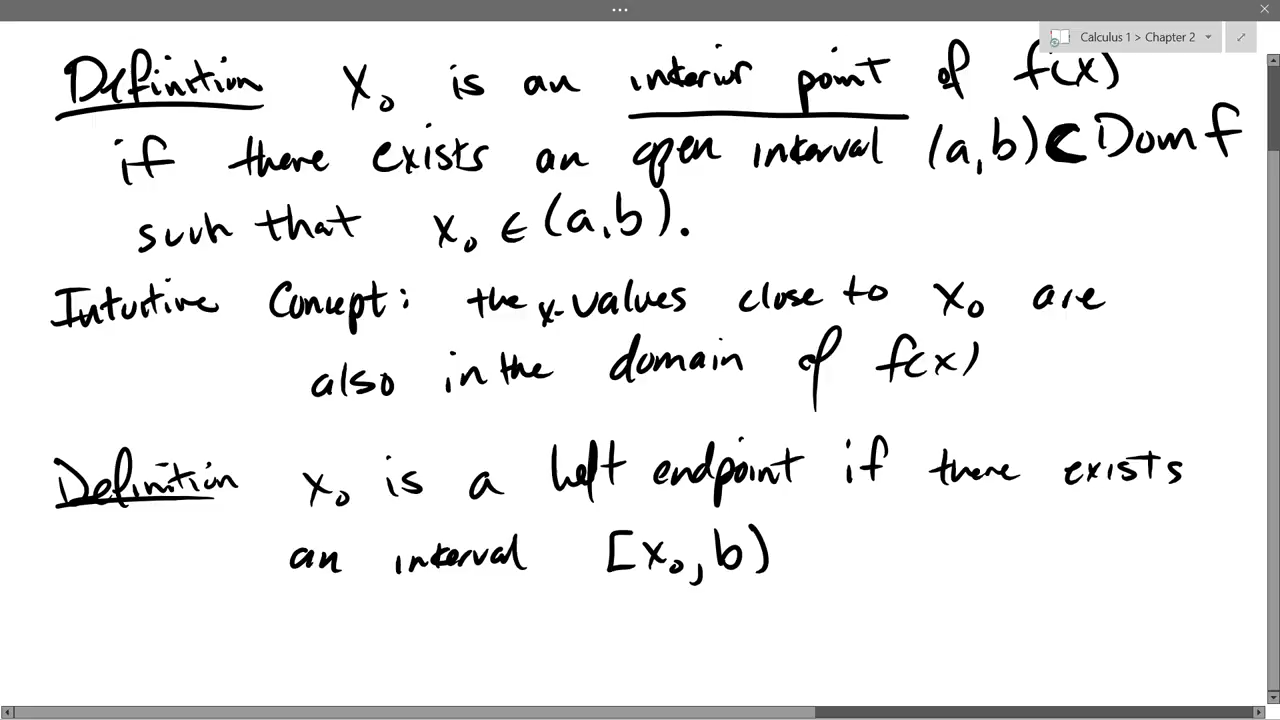 Calculus 1 > Chapter 2
Definition x₀ is an interior point of f(x)
if there exists an open interval (a,b) ⊂ Dom f
such that x₀ ∈ (a,b).
Intuitive Concept: the x-values close to x₀ are
also in the domain of f(x)
Definition x₀ is a left endpoint if there exists
an interval [x₀, b)